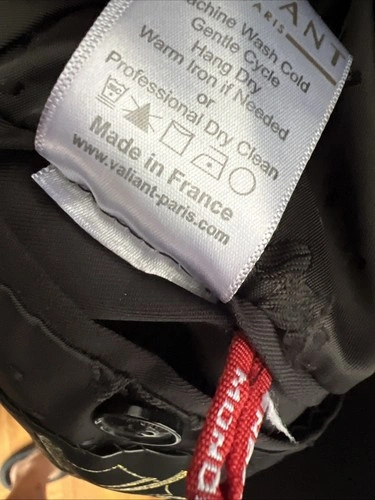 ANT
PARIS
achine Wash Cold
Gentle Cycle
Hang Dry
Warm Iron if Needed
or
Professional Dry Clean
Made in France
www.valiant-paris.com